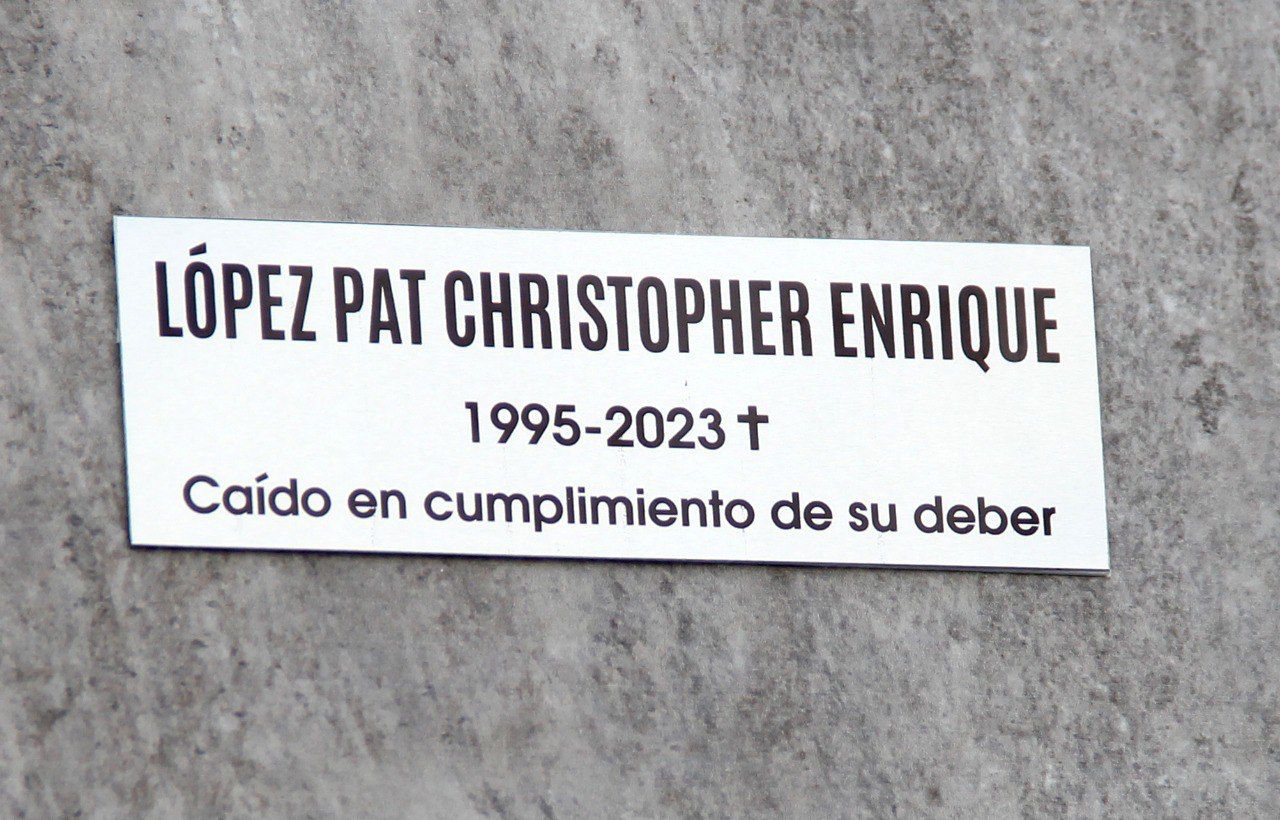 LÓPEZ PAT CHRISTOPHER ENRIQUE
1995-2023✝
Caído en cumplimiento de su deber